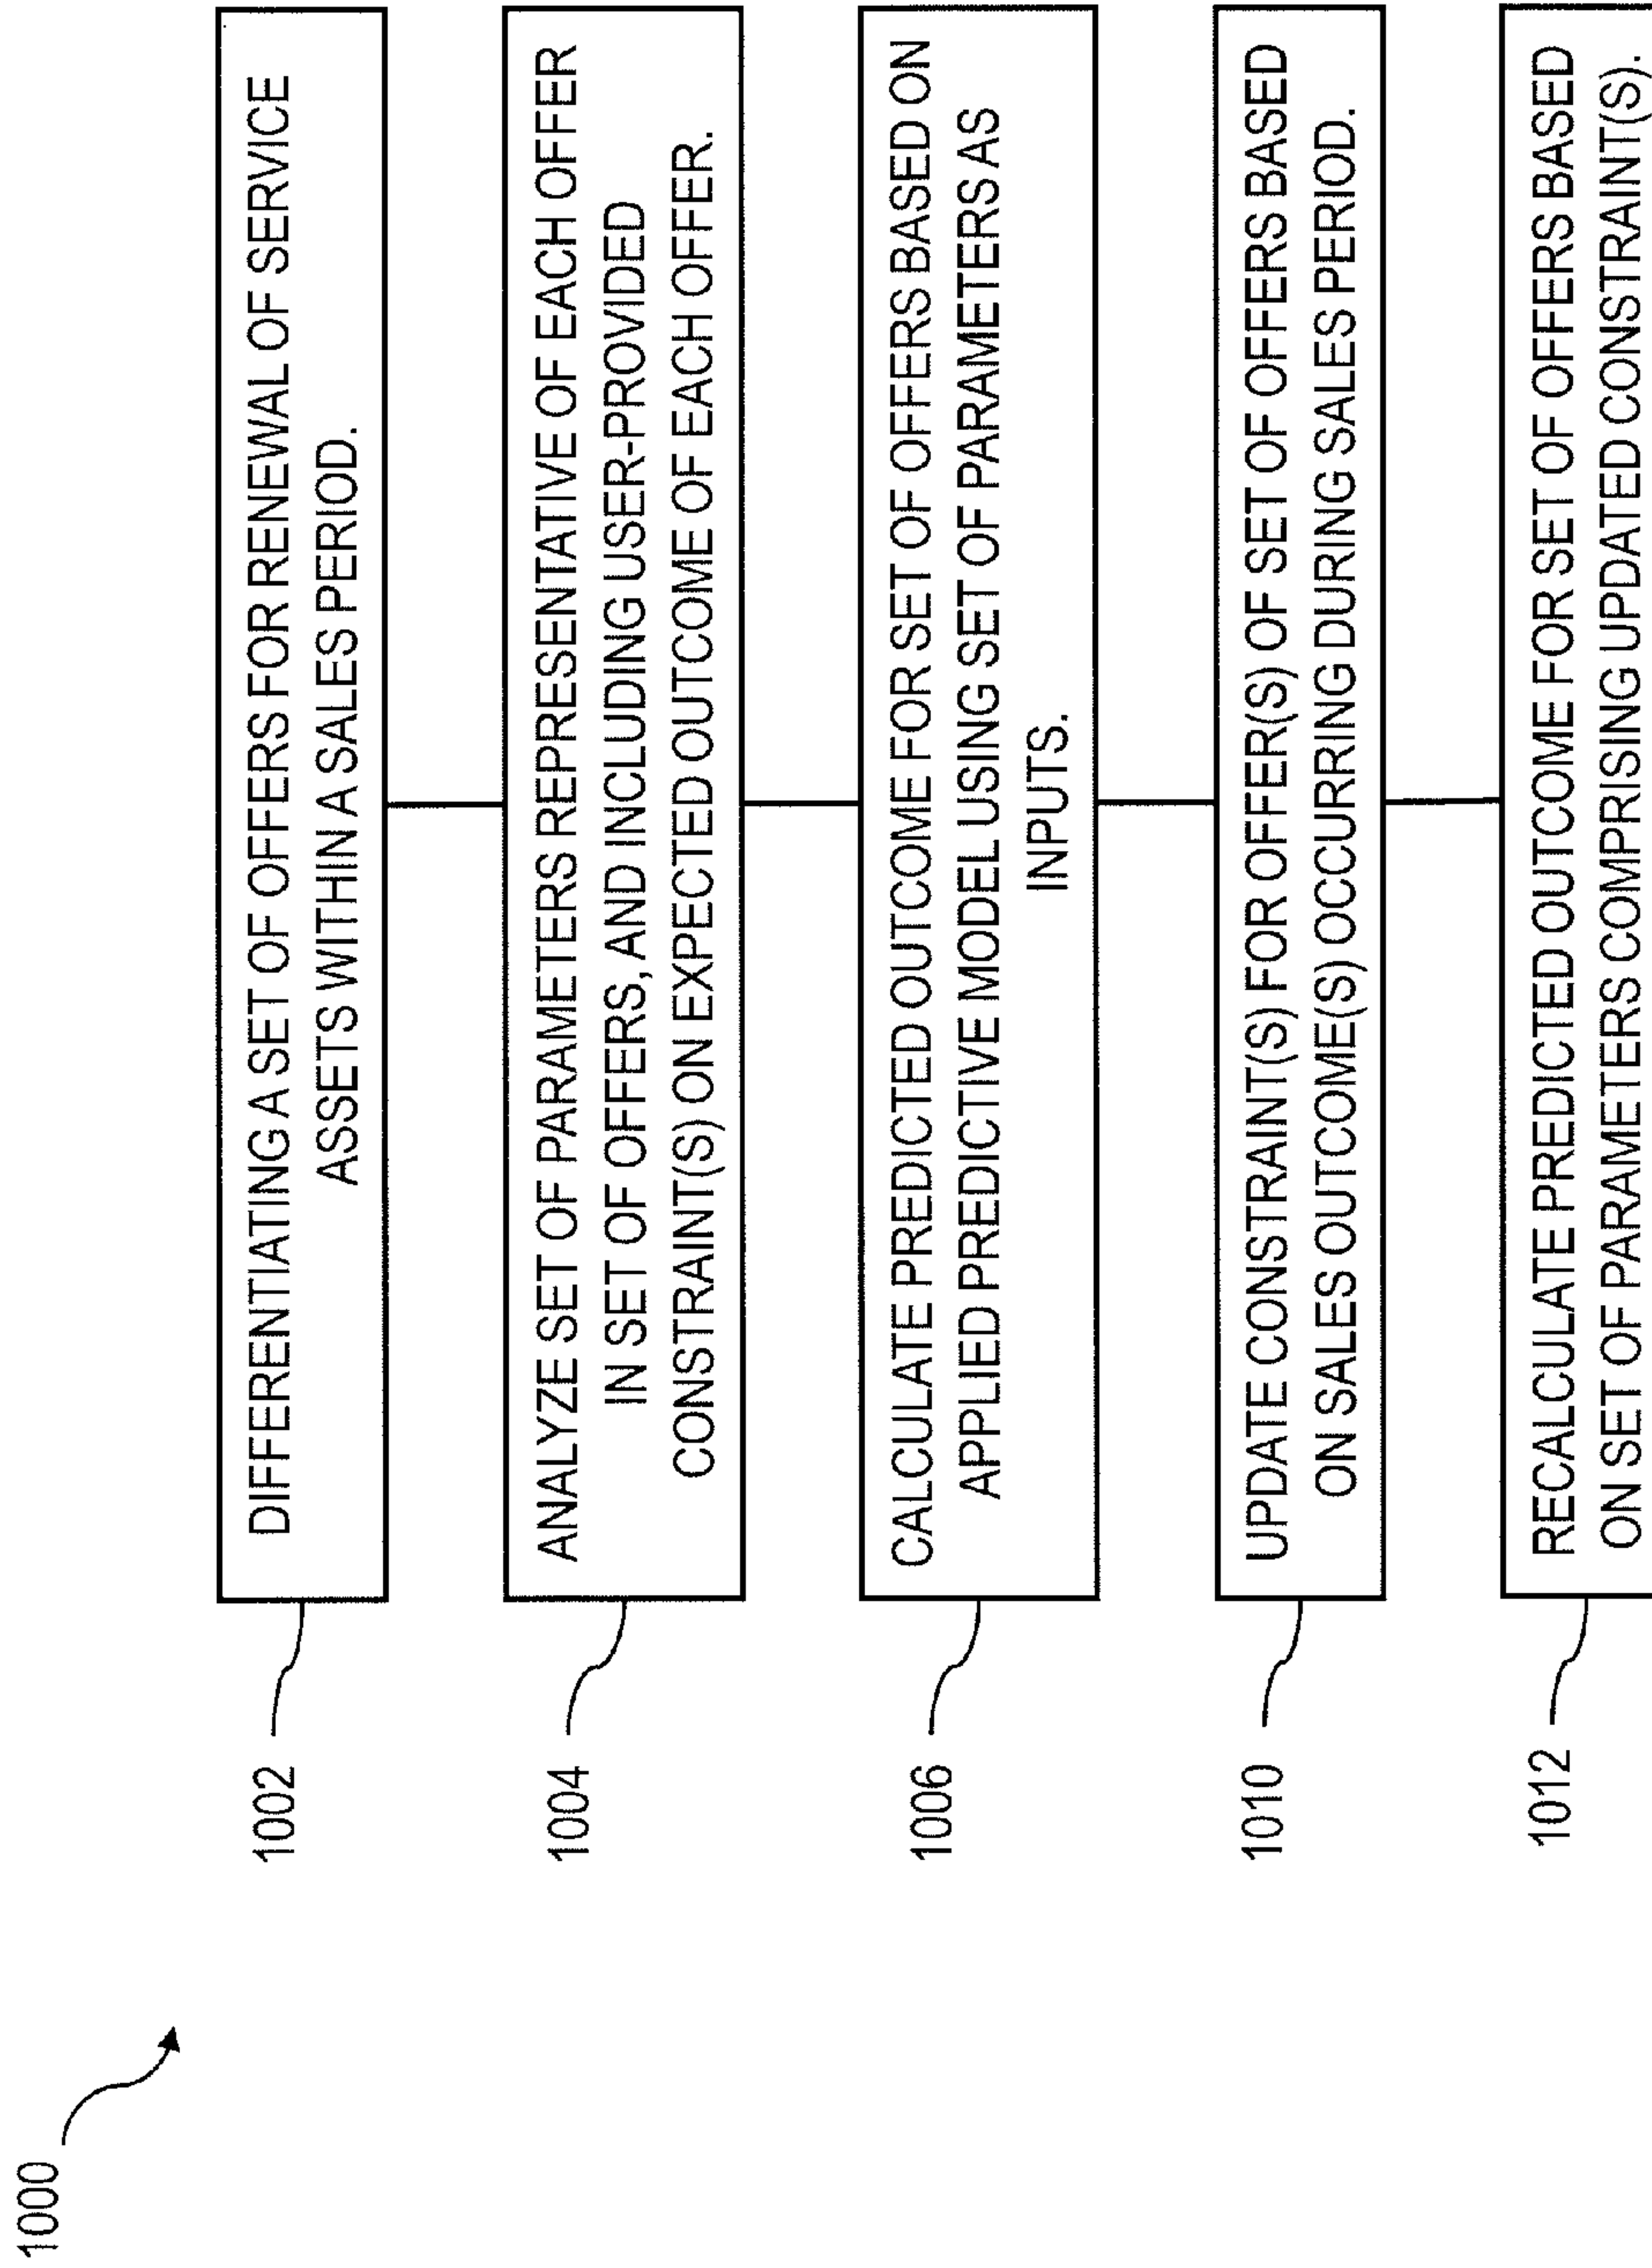 1000
1002
DIFFERENTIATING A SET OF OFFERS FOR RENEWAL OF SERVICE
ASSETS WITHIN A SALES PERIOD.
1004
ANALYZE SET OF PARAMETERS REPRESENTATIVE OF EACH OFFER
IN SET OF OFFERS, AND INCLUDING USER-PROVIDED
CONSTRAINT(S) ON EXPECTED OUTCOME OF EACH OFFER.
1006
CALCULATE PREDICTED OUTCOME FOR SET OF OFFERS BASED ON
APPLIED PREDICTIVE MODEL USING SET OF PARAMETERS AS
INPUTS.
1010
UPDATE CONSTRAINT(S) FOR OFFER(S) OF SET OF OFFERS BASED
ON SALES OUTCOME(S) OCCURRING DURING SALES PERIOD.
1012
RECALCULATE PREDICTED OUTCOME FOR SET OF OFFERS BASED
ON SET OF PARAMETERS COMPRISING UPDATED CONSTRAINT(S).